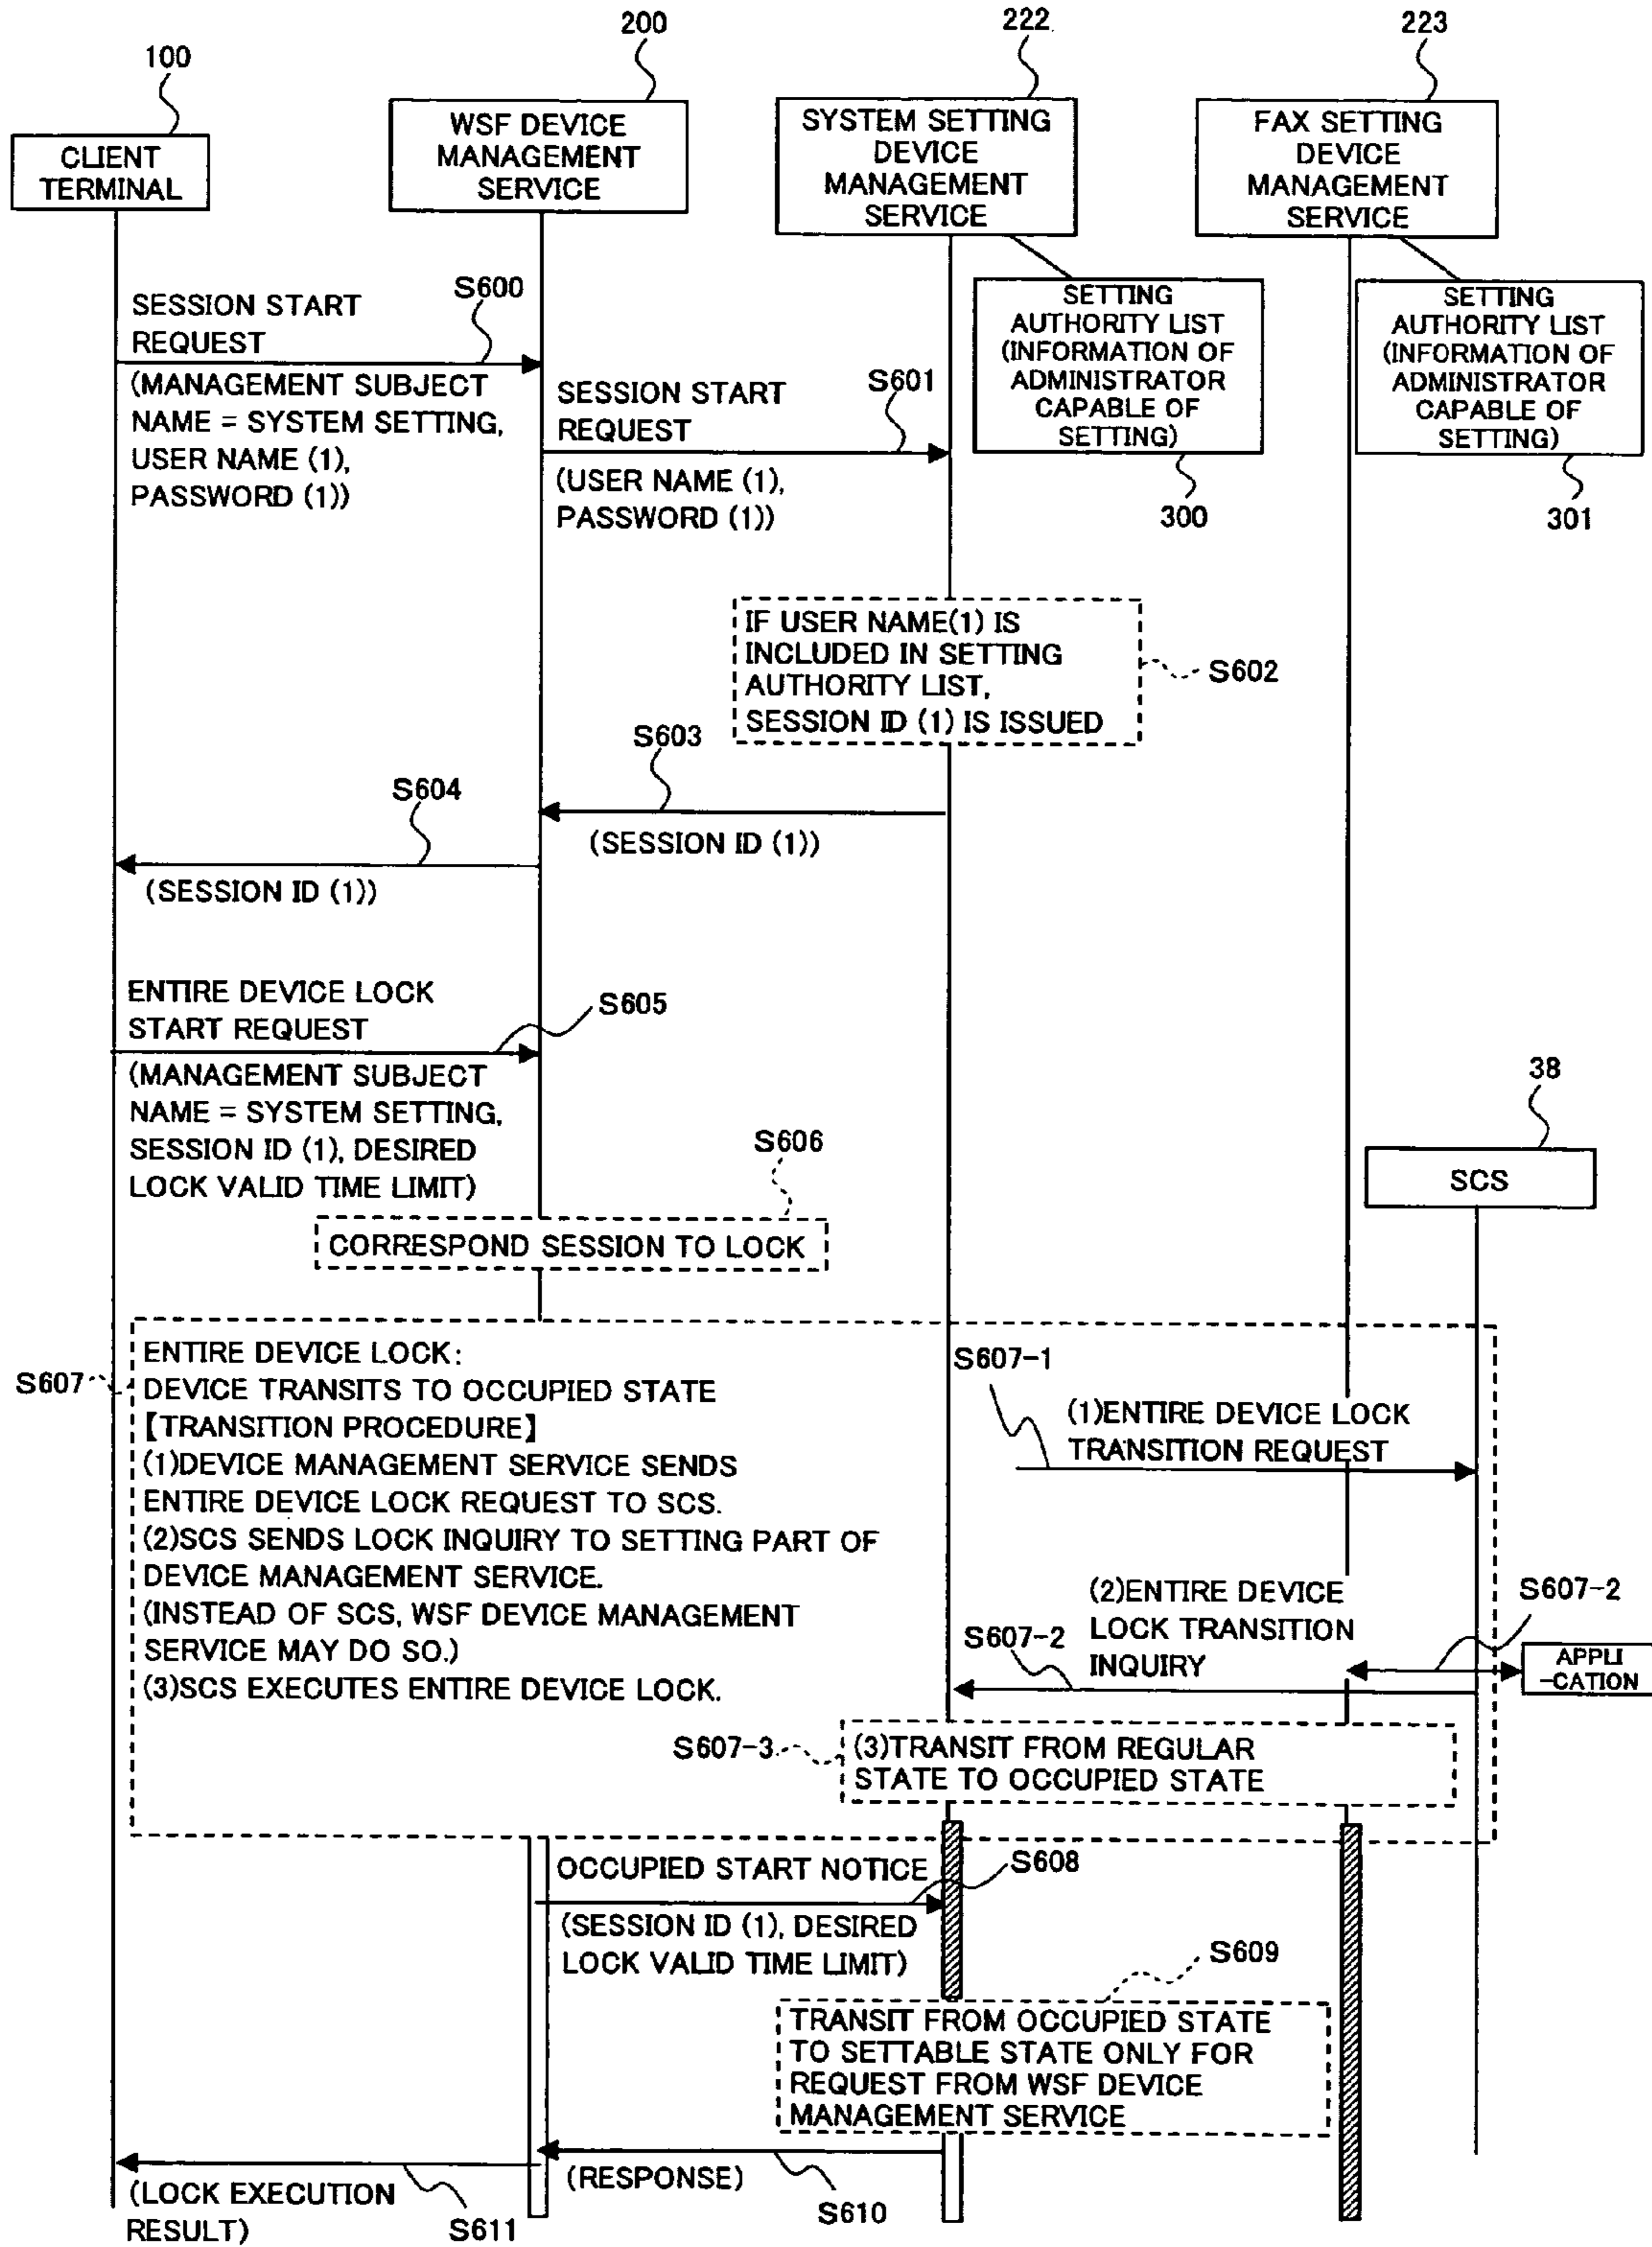 100
200
222
223
CLIENT
TERMINAL
WSF DEVICE
MANAGEMENT
SERVICE
SYSTEM SETTING
DEVICE
MANAGEMENT
SERVICE
FAX SETTING
DEVICE
MANAGEMENT
SERVICE
SETTING
AUTHORITY LIST
(INFORMATION OF
ADMINISTRATOR
CAPABLE OF
SETTING)
300
SETTING
AUTHORITY LIST
(INFORMATION OF
ADMINISTRATOR
CAPABLE OF
SETTING)
301
SESSION START
REQUEST
S600
(MANAGEMENT SUBJECT
NAME = SYSTEM SETTING,
USER NAME (1),
PASSWORD (1))
SESSION START
REQUEST
S601
(USER NAME (1),
PASSWORD (1))
IF USER NAME(1) IS
INCLUDED IN SETTING
AUTHORITY LIST,
SESSION ID (1) IS ISSUED
S602
S603
(SESSION ID (1))
S604
(SESSION ID (1))
ENTIRE DEVICE LOCK
START REQUEST
S605
(MANAGEMENT SUBJECT
NAME = SYSTEM SETTING,
SESSION ID (1), DESIRED
LOCK VALID TIME LIMIT)
38
SCS
S606
CORRESPOND SESSION TO LOCK
S607
ENTIRE DEVICE LOCK:
DEVICE TRANSITS TO OCCUPIED STATE
【TRANSITION PROCEDURE】
(1)DEVICE MANAGEMENT SERVICE SENDS
ENTIRE DEVICE LOCK REQUEST TO SCS.
(2)SCS SENDS LOCK INQUIRY TO SETTING PART OF
DEVICE MANAGEMENT SERVICE.
(INSTEAD OF SCS, WSF DEVICE MANAGEMENT
SERVICE MAY DO SO.)
(3)SCS EXECUTES ENTIRE DEVICE LOCK.
S607-1
(1)ENTIRE DEVICE LOCK
TRANSITION REQUEST
(2)ENTIRE DEVICE
LOCK TRANSITION
INQUIRY
S607-2
S607-2
APPLI
-CATION
S607-3
(3)TRANSIT FROM REGULAR
STATE TO OCCUPIED STATE
OCCUPIED START NOTICE
S608
(SESSION ID (1), DESIRED
LOCK VALID TIME LIMIT)
S609
TRANSIT FROM OCCUPIED STATE
TO SETTABLE STATE ONLY FOR
REQUEST FROM WSF DEVICE
MANAGEMENT SERVICE
(RESPONSE)
S610
(LOCK EXECUTION
RESULT)
S611